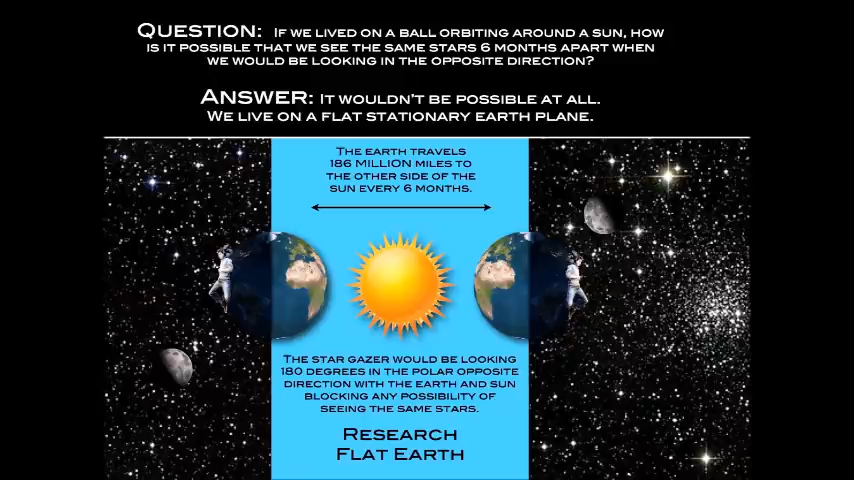 QUESTION: IF WE LIVED ON A BALL ORBITING AROUND A SUN, HOW
IS IT POSSIBLE THAT WE SEE THE SAME STARS 6 MONTHS APART WHEN
WE WOULD BE LOOKING IN THE OPPOSITE DIRECTION?
ANSWER: IT WOULDN'T BE POSSIBLE AT ALL.
WE LIVE ON A FLAT STATIONARY EARTH PLANE.
THE EARTH TRAVELS
186 MILLION MILES TO
THE OTHER SIDE OF THE
SUN EVERY 6 MONTHS.
THE STAR GAZER WOULD BE LOOKING
180 DEGREES IN THE POLAR OPPOSITE
DIRECTION WITH THE EARTH AND SUN
BLOCKING ANY POSSIBILITY OF
SEEING THE SAME STARS.
RESEARCH
FLAT EARTH